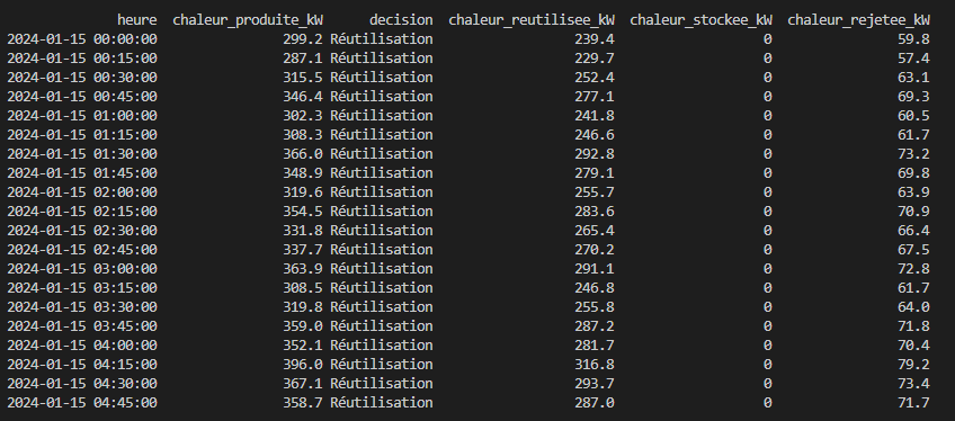 heure chaleur_produite_kW decision chaleur_reutilisee_kW chaleur_stockee_kW chaleur_rejetee_kW
2024-01-15 00:00:00 299.2 Réutilisation 239.4 0 59.8
2024-01-15 00:15:00 287.1 Réutilisation 229.7 0 57.4
2024-01-15 00:30:00 315.5 Réutilisation 252.4 0 63.1
2024-01-15 00:45:00 346.4 Réutilisation 277.1 0 69.3
2024-01-15 01:00:00 302.3 Réutilisation 241.8 0 60.5
2024-01-15 01:15:00 308.3 Réutilisation 246.6 0 61.7
2024-01-15 01:30:00 366.0 Réutilisation 292.8 0 73.2
2024-01-15 01:45:00 348.9 Réutilisation 279.1 0 69.8
2024-01-15 02:00:00 319.6 Réutilisation 255.7 0 63.9
2024-01-15 02:15:00 354.5 Réutilisation 283.6 0 70.9
2024-01-15 02:30:00 331.8 Réutilisation 265.4 0 66.4
2024-01-15 02:45:00 337.7 Réutilisation 270.2 0 67.5
2024-01-15 03:00:00 363.9 Réutilisation 291.1 0 72.8
2024-01-15 03:15:00 308.5 Réutilisation 246.8 0 61.7
2024-01-15 03:30:00 319.8 Réutilisation 255.8 0 64.0
2024-01-15 03:45:00 359.0 Réutilisation 287.2 0 71.8
2024-01-15 04:00:00 352.1 Réutilisation 281.7 0 70.4
2024-01-15 04:15:00 396.0 Réutilisation 316.8 0 79.2
2024-01-15 04:30:00 367.1 Réutilisation 293.7 0 73.4
2024-01-15 04:45:00 358.7 Réutilisation 287.0 0 71.7